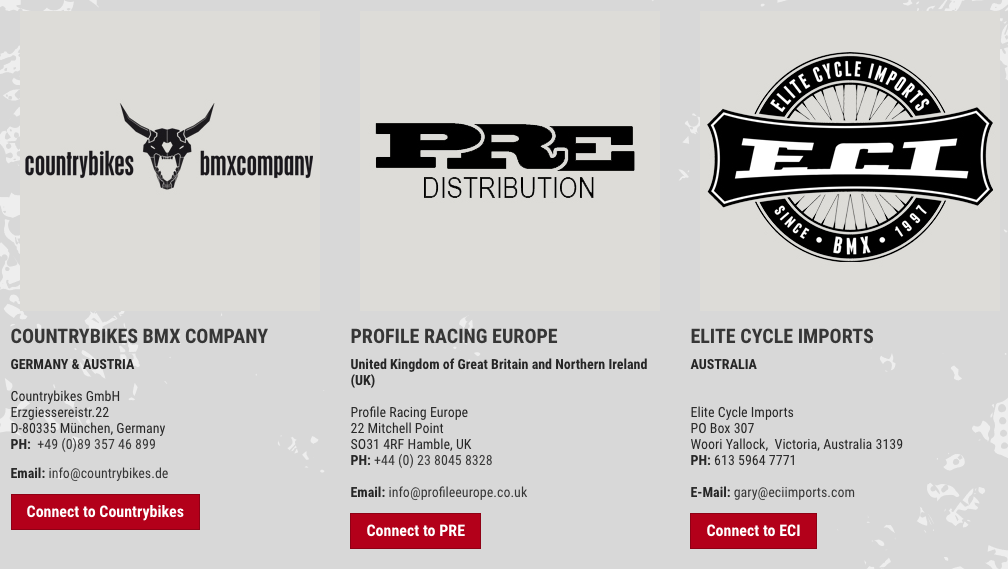 countrybikes bmxcompany
COUNTRYBIKES BMX COMPANY
GERMANY & AUSTRIA
Countrybikes GmbH
Erzgiessereistr.22
D-80335 München, Germany
PH:  +49 (0)89 357 46 899
Email: info@countrybikes.de
Connect to Countrybikes
PRE
DISTRIBUTION
PROFILE RACING EUROPE
United Kingdom of Great Britain and Northern Ireland
(UK)
Profile Racing Europe
22 Mitchell Point
SO31 4RF Hamble, UK
PH: +44 (0) 23 8045 8328
Email: info@profileeurope.co.uk
Connect to PRE
ELITE CYCLE IMPORTS
ECI
SINCE • BMX • 1997
ELITE CYCLE IMPORTS
AUSTRALIA
Elite Cycle Imports
PO Box 307
Woori Yallock,  Victoria, Australia 3139
PH: 613 5964 7771
E-Mail: gary@eciimports.com
Connect to ECI